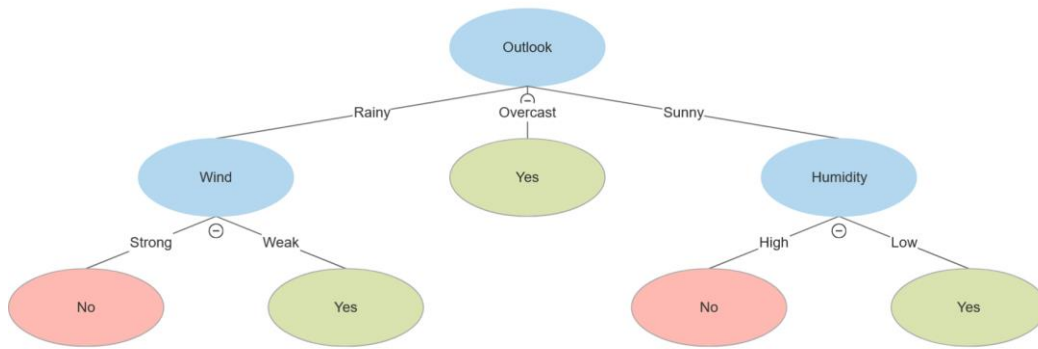 Outlook
Rainy Overcast Sunny
Wind Yes Humidity
Strong Weak High Low
No Yes No Yes